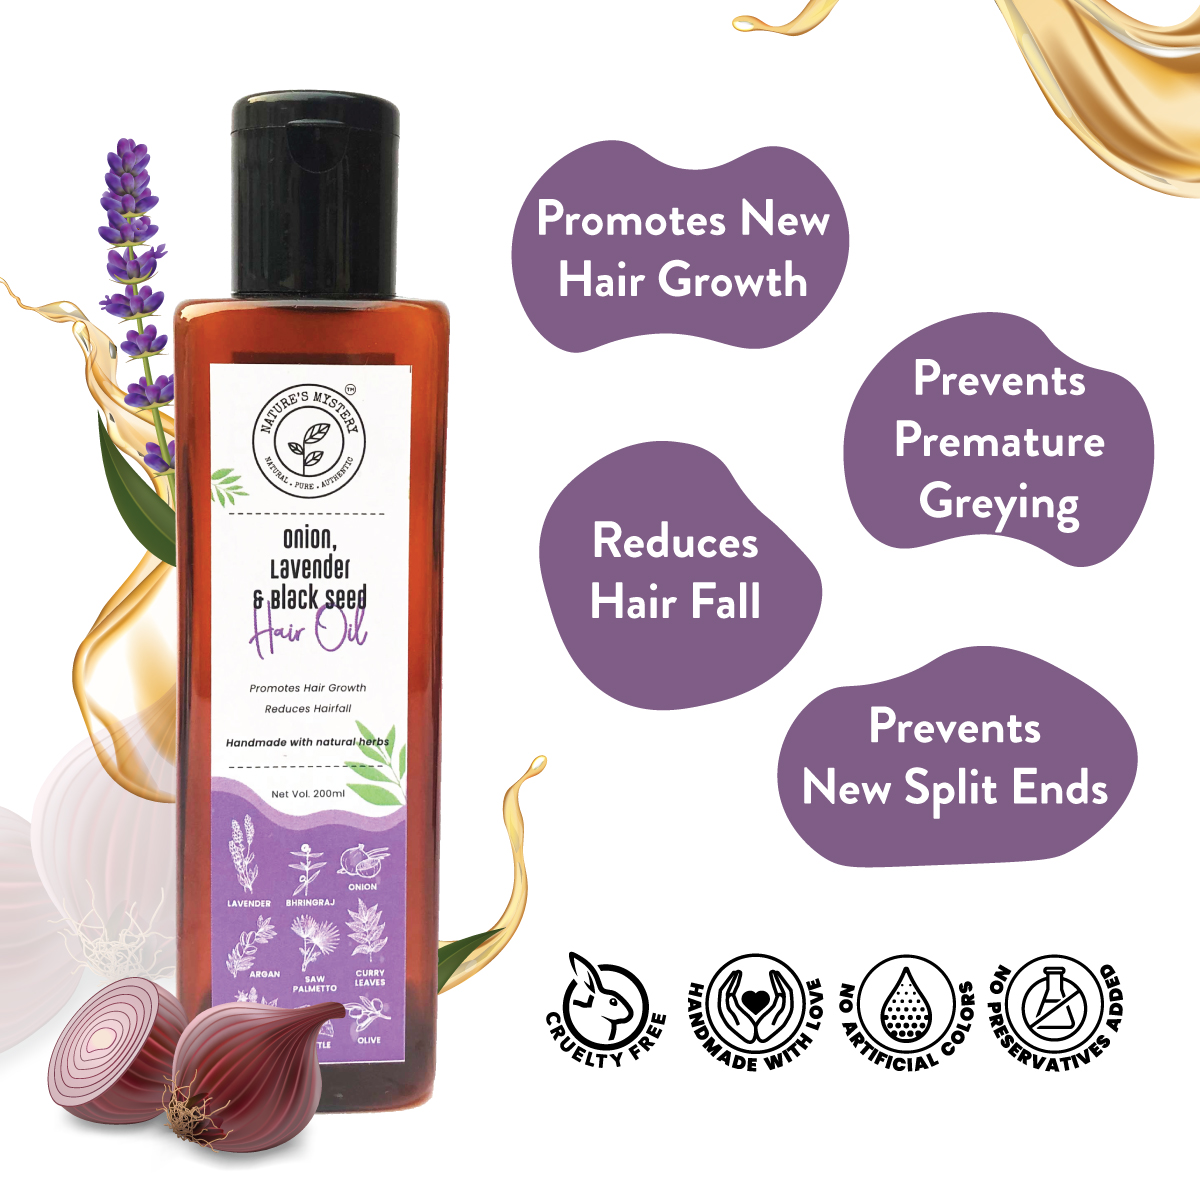 NATURE'S MYSTERY
TM
NATURAL . PURE . AUTHENTIC
Onion,
Lavender
& Black Seed
Hair Oil
Promotes Hair Growth
Reduces Hairfall
Handmade with natural herbs
Net Vol. 200ml
LAVENDER
BHRINGRAJ
ONION
ARGAN
SAW
PALMETTO
CURRY
LEAVES
OLIVE
Promotes New
Hair Growth
Prevents
Premature
Greying
Reduces
Hair Fall
Prevents
New Split Ends
CRUELTY FREE
HANDMADE WITH LOVE
NO ARTIFICIAL COLORS
NO PRESERVATIVES ADDED